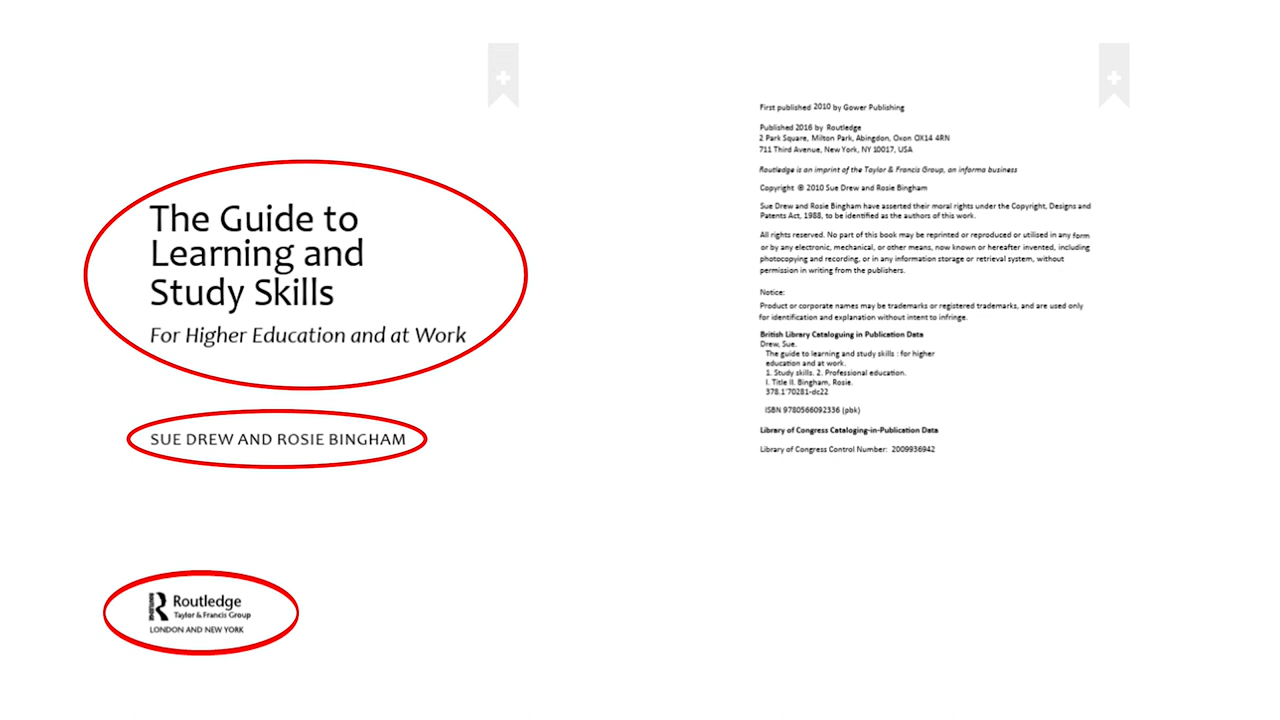 The Guide to
Learning and
Study Skills
For Higher Education and at Work
SUE DREW AND ROSIE BINGHAM
Routledge
Taylor & Francis Group
LONDON AND NEW YORK
First published 2010 by Gower Publishing
Published 2016 by Routledge
2 Park Square, Milton Park, Abingdon, Oxon OX14 4RN
711 Third Avenue, New York, NY 10017, USA
Routledge is an imprint of the Taylor & Francis Group, an informa business
Copyright © 2010 Sue Drew and Rosie Bingham
Sue Drew and Rosie Bingham have asserted their moral rights under the Copyright, Designs and
Patents Act, 1988, to be identified as the authors of this work.
All rights reserved. No part of this book may be reprinted or reproduced or utilised in any form
or by any electronic, mechanical, or other means, now known or hereafter invented, including
photocopying and recording, or in any information storage or retrieval system, without
permission in writing from the publishers.
Notice:
Product or corporate names may be trademarks or registered trademarks, and are used only
for identification and explanation without intent to infringe.
British Library Cataloguing in Publication Data
Drew, Sue.
The guide to learning and study skills : for higher
education and at work.
1. Study skills. 2. Professional education.
I. Title II. Bingham, Rosie.
378.1'70281-dc22
ISBN 9780566092336 (pbk)
Library of Congress Cataloging-in-Publication Data
Library of Congress Control Number: 2009936942